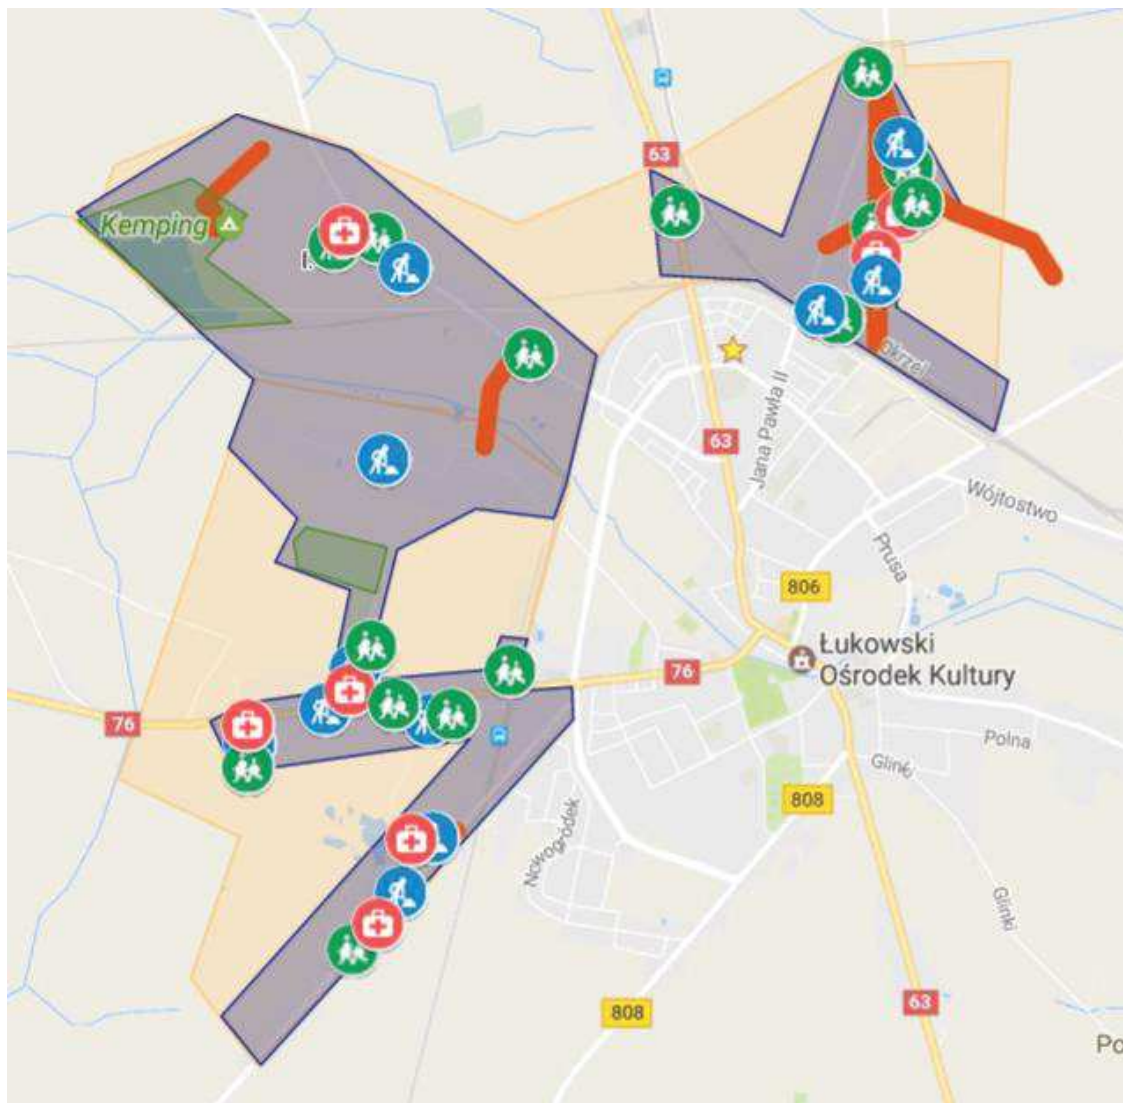 63
Kemping
I.
okrzei
Jana Pawła II
63
Wójtostwo
Prusa
806
Łukowski
Ośrodek Kultury
76
76
Polna
Glinki
808
Nowogródek
Glinki
63
808
Po